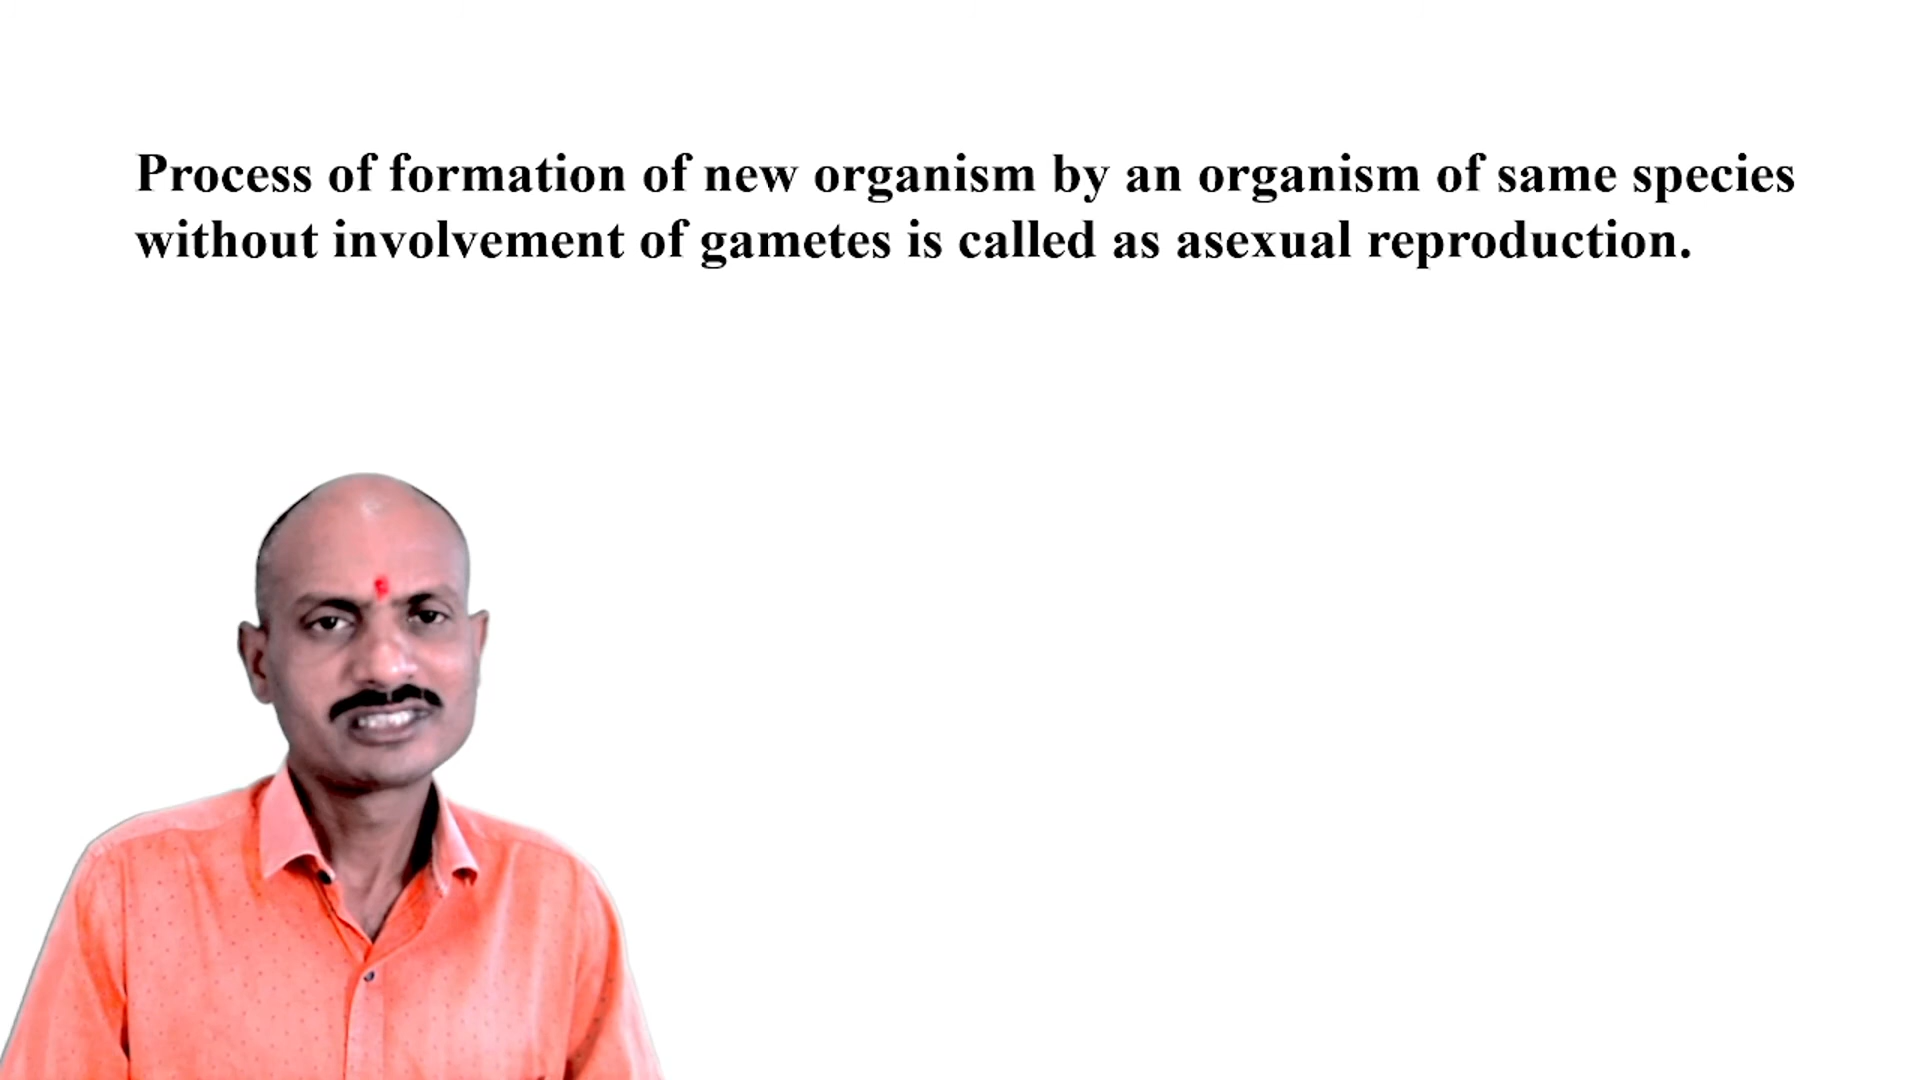 Process of formation of new organism by an organism of same species
without involvement of gametes is called as asexual reproduction.